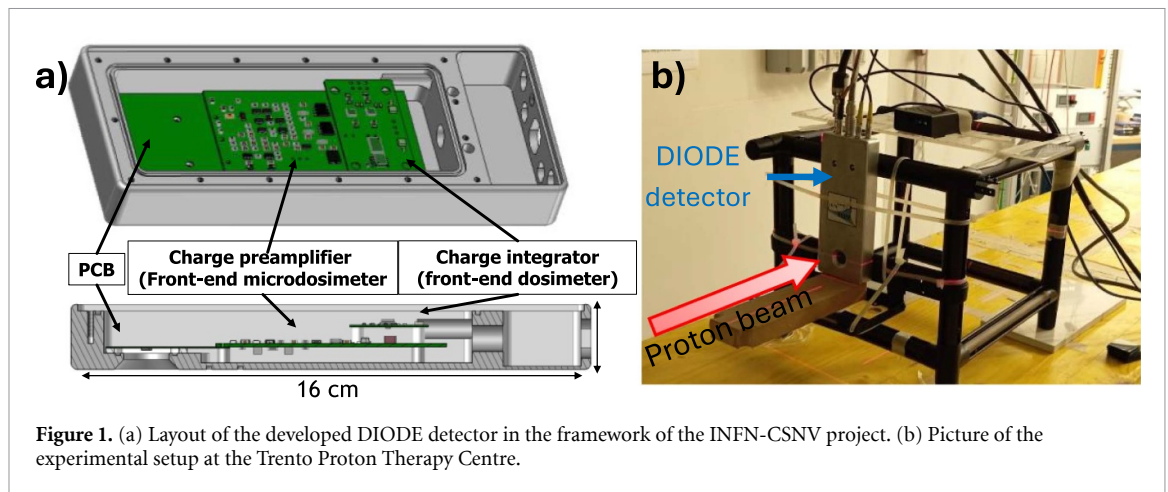 a)
PCB
Charge preamplifier
(Front-end microdosimeter
Charge integrator
(front-end dosimeter)
16 cm
b)
DIODE
detector
Proton beam
Figure 1. (a) Layout of the developed DIODE detector in the framework of the INFN-CSNV project. (b) Picture of the
experimental setup at the Trento Proton Therapy Centre.